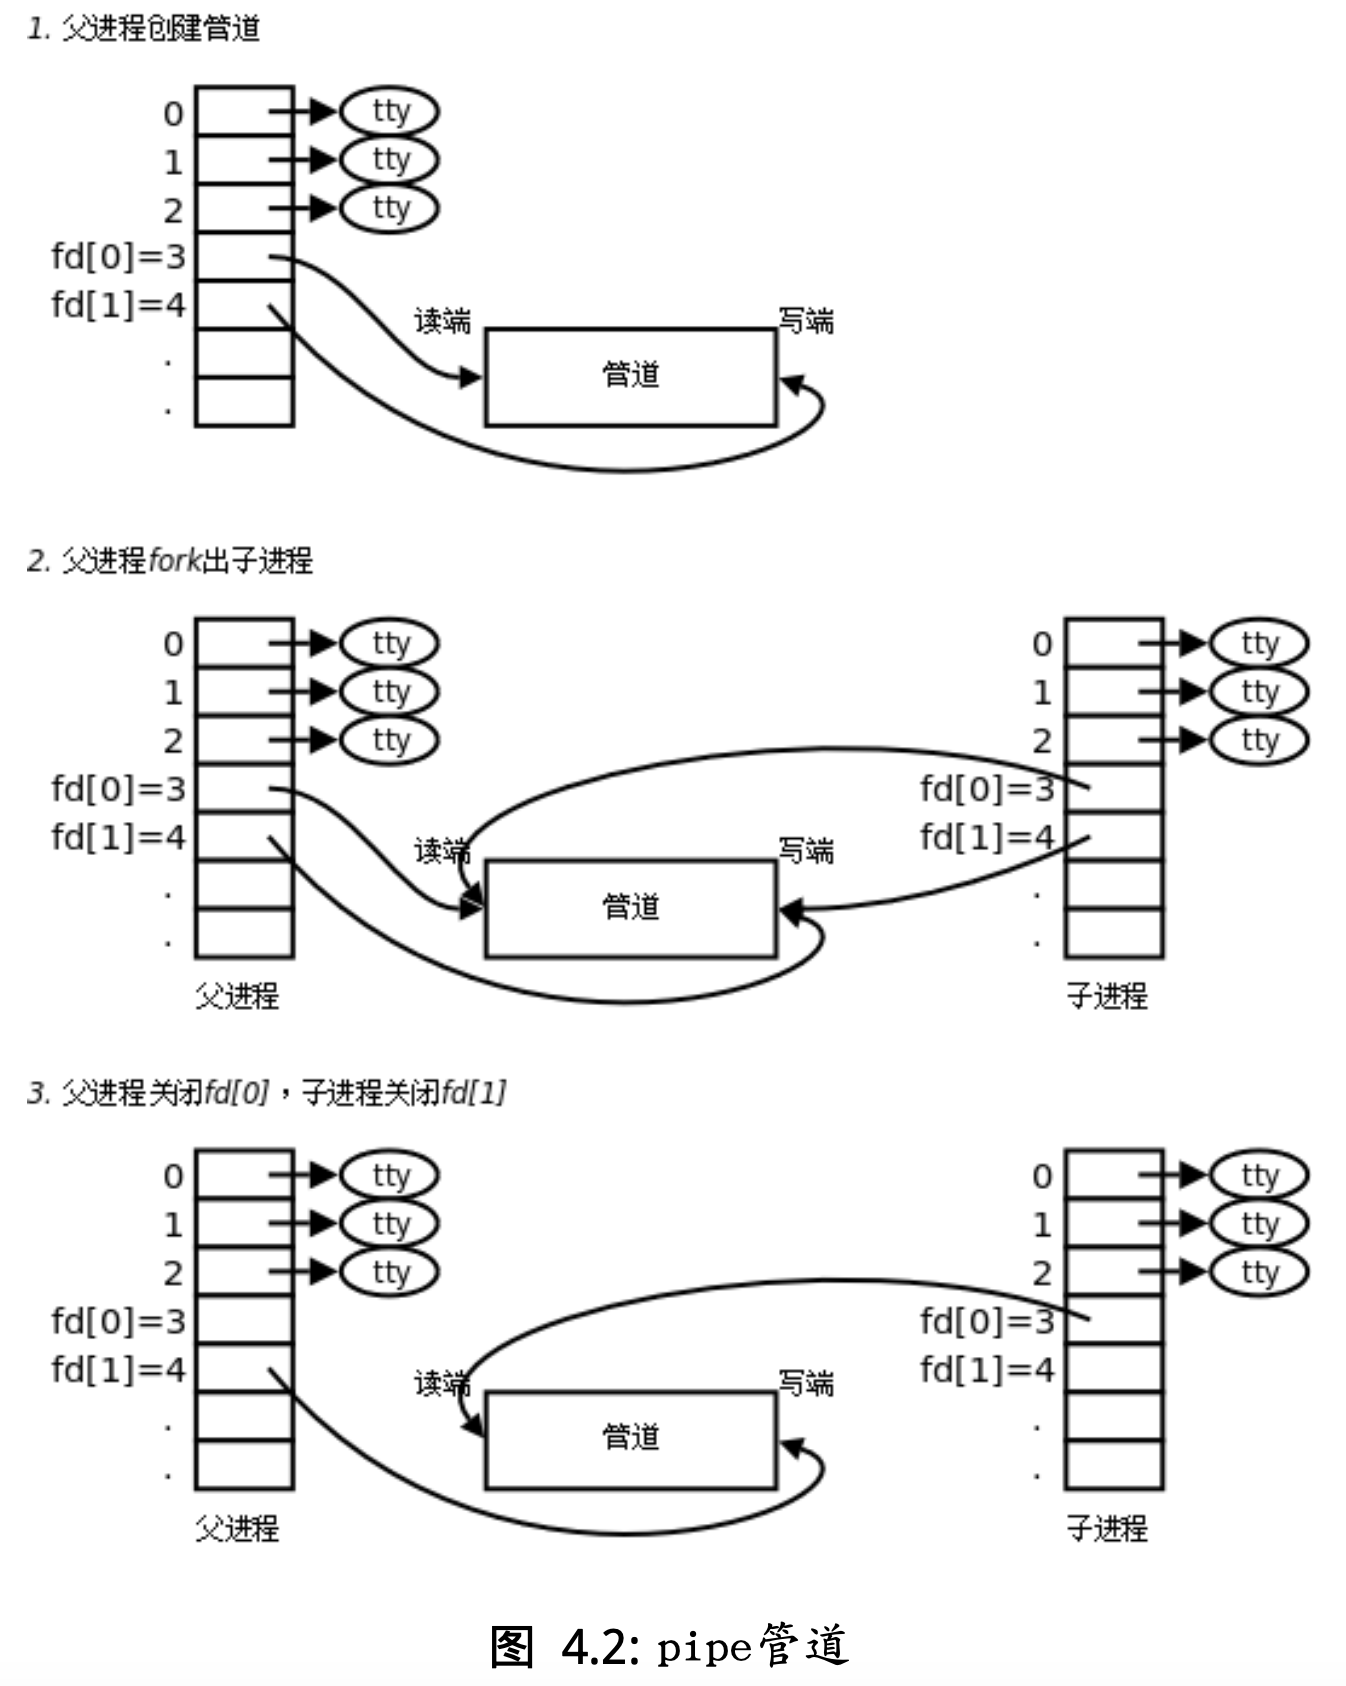 1. 父进程创建管道
0 tty
1 tty
2 tty
fd[0]=3
fd[1]=4
读端 写端
管道
.
.
2. 父进程fork出子进程
0 tty 0 tty
1 tty 1 tty
2 tty 2 tty
fd[0]=3 fd[0]=3
fd[1]=4 fd[1]=4
读端 写端
. .
管道
. .
父进程 子进程
3. 父进程关闭fd[0]，子进程关闭fd[1]
0 tty 0 tty
1 tty 1 tty
2 tty 2 tty
fd[0]=3 fd[0]=3
fd[1]=4 fd[1]=4
读端 写端
. .
管道
. .
父进程 子进程
图 4.2: pipe管道